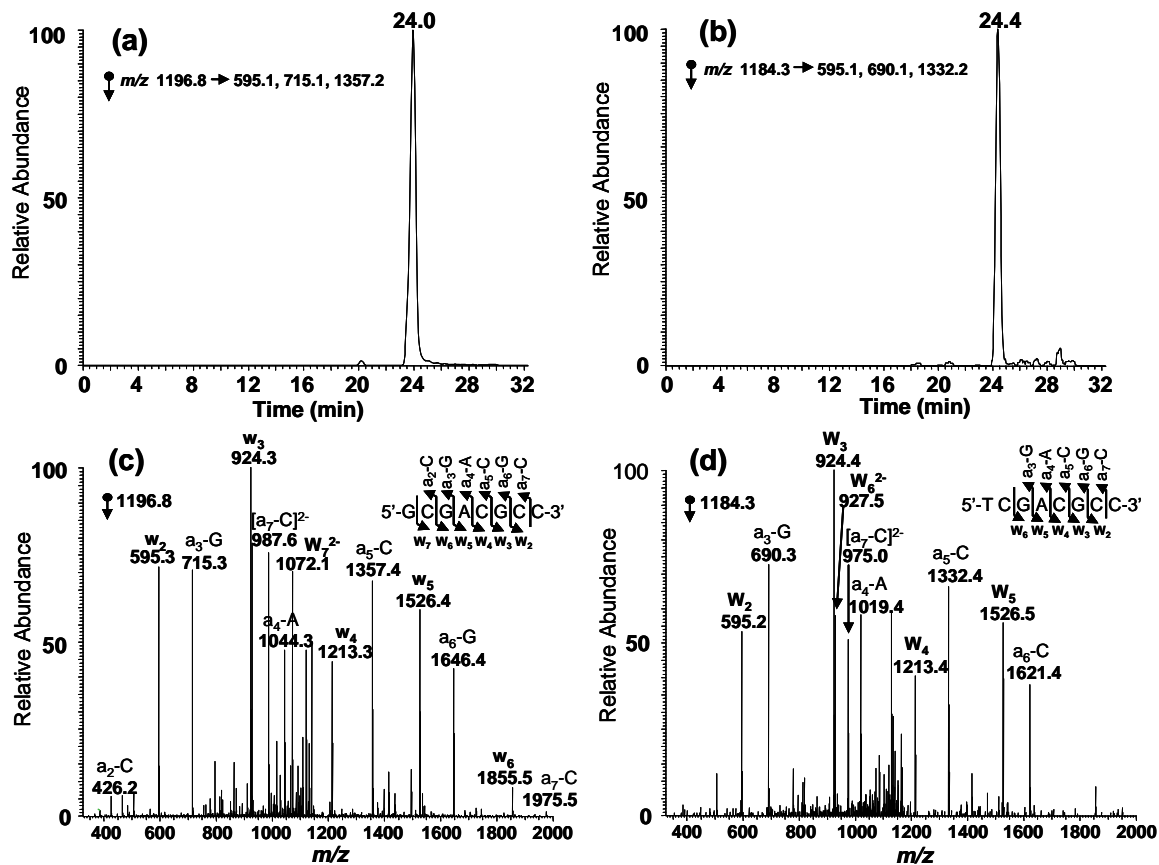 24.0
(a)
m/z 1196.8 → 595.1, 715.1, 1357.2
100
50
0
Relative Abundance
0 4 8 12 16 20 24 28 32
Time (min)
24.4
(b)
m/z 1184.3 → 595.1, 690.1, 1332.2
100
50
0
Relative Abundance
0 4 8 12 16 20 24 28 32
Time (min)
(c)
1196.8
100
50
0
Relative Abundance
w₃
924.3
w₂
595.3
a₃-G
715.3
[a₇-C]²⁻
987.6
W₇²⁻
1072.1
a₄-A
1044.3
w₄
1213.3
a₅-C
1357.4
w₅
1526.4
a₆-G
1646.4
w₆
1855.5
a₇-C
1975.5
a₂-C
426.2
a₂-C a₃-G a₄-A a₅-C a₆-G a₇-C
5'-GCGACGCC-3'
w₇ w₆ w₅ w₄ w₃ w₂
400 600 800 1000 1200 1400 1600 1800 2000
m/z
(d)
1184.3
100
50
0
Relative Abundance
W₃
924.4
W₆²⁻
927.5
[a₇-C]²⁻
975.0
a₃-G
690.3
W₂
595.2
a₄-A
1019.4
W₄
1213.4
a₅-C
1332.4
W₅
1526.5
a₆-C
1621.4
a₃-G a₄-A a₅-C a₆-G a₇-C
5'-TCGACGCC-3'
w₆ w₅ w₄ w₃ w₂
400 600 800 1000 1200 1400 1600 1800 2000
m/z